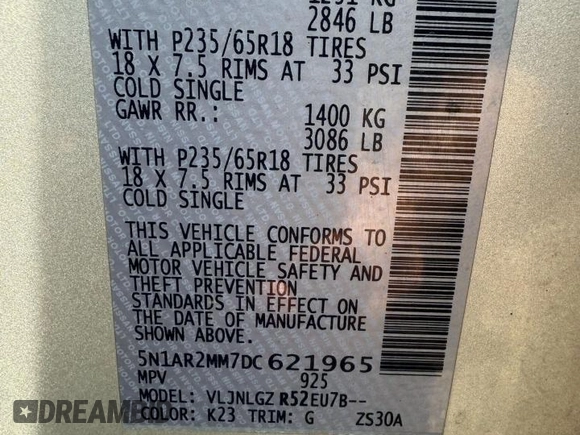 1291 KG
2846 LB
WITH P235/65R18 TIRES
18 X 7.5 RIMS AT 33 PSI
COLD SINGLE
GAWR RR.: 1400 KG
3086 LB
WITH P235/65R18 TIRES
18 X 7.5 RIMS AT 33 PSI
COLD SINGLE
THIS VEHICLE CONFORMS TO
ALL APPLICABLE FEDERAL
MOTOR VEHICLE SAFETY AND
THEFT PREVENTION
STANDARDS IN EFFECT ON
THE DATE OF MANUFACTURE
SHOWN ABOVE.
5N1AR2MM7DC621965
MPV 925
MODEL: VLJNLGZ R52EU7B--
COLOR: K23 TRIM: G ZS30A
DREAMBID